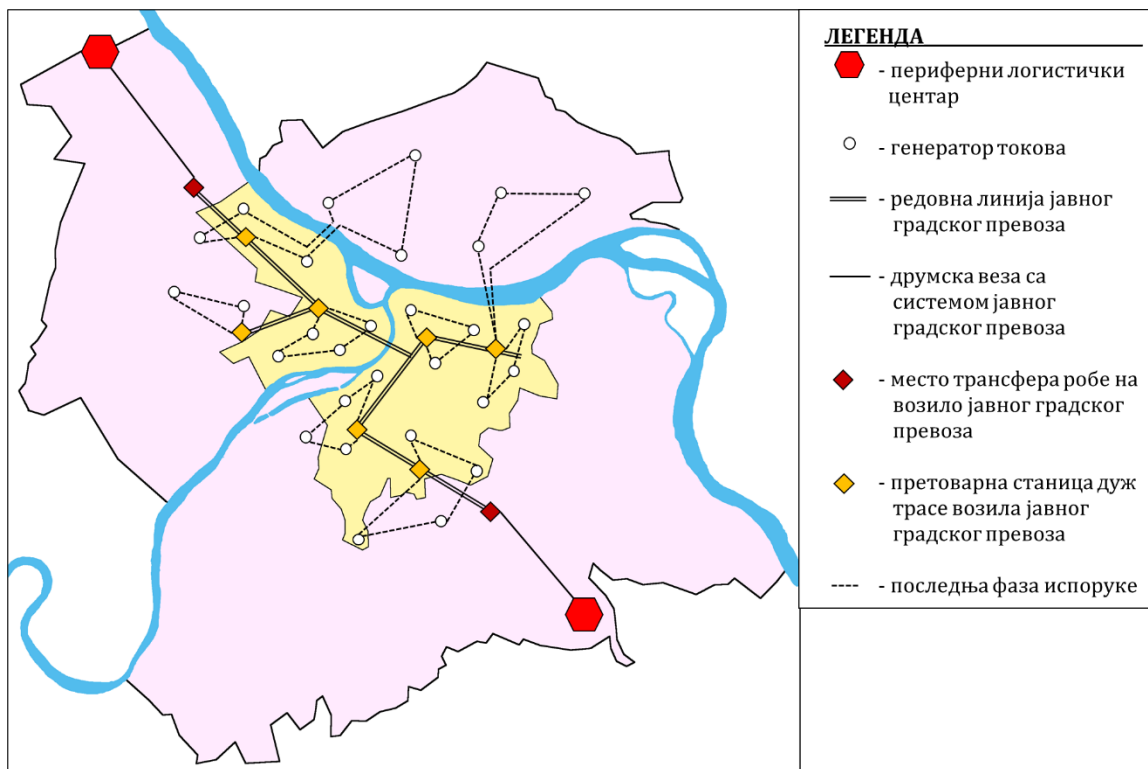 ЛЕГЕНДА
- периферни логистички
центар
- генератор токова
- редовна линија јавног
градског превоза
- друмска веза са
системом јавног
градског превоза
- место трансфера робе на
возило јавног градског
превоза
- претоварна станица дуж
трасе возила јавног
градског превоза
- последња фаза испоруке